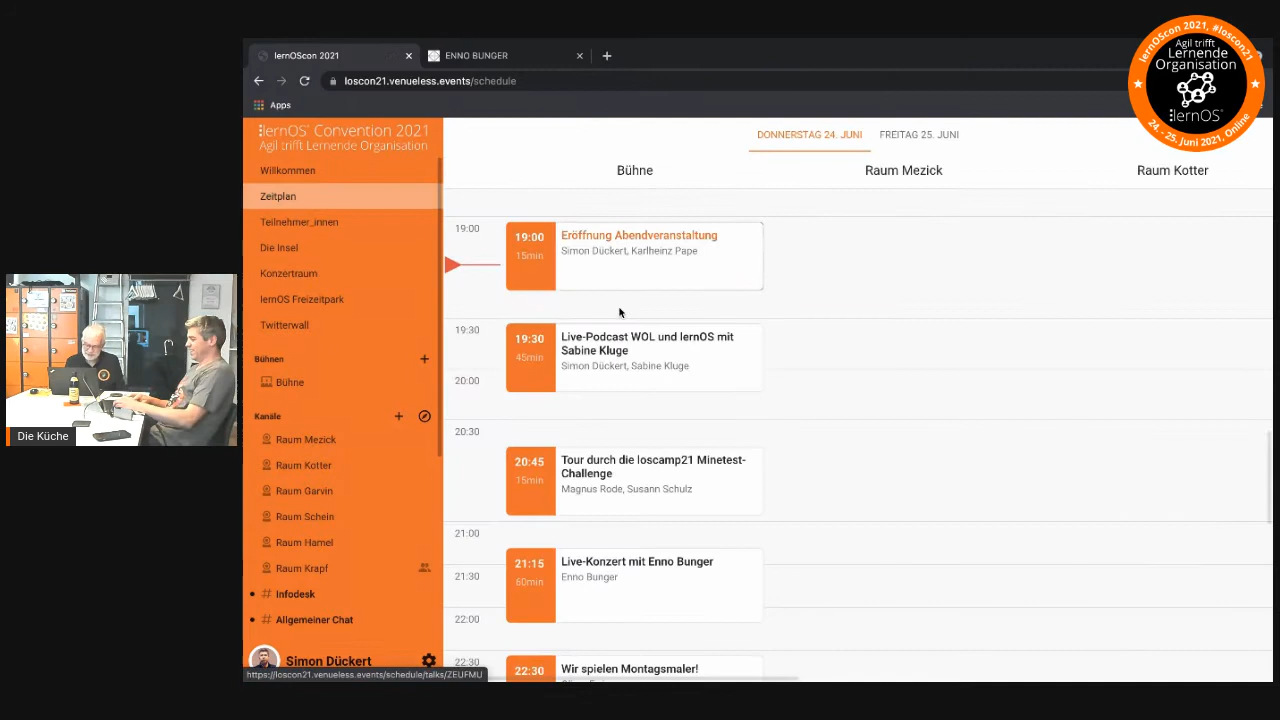 lernOScon 2021
ENNO BUNGER
loscon21.venueless.events/schedule
Apps
lernOS Convention 2021
Agil trifft Lernende Organisation
Willkommen
Zeitplan
Teilnehmer_innen
Die Insel
Konzertraum
lernOS Freizeitpark
Twitterwall
Bühnen
Bühne
Kanäle
Raum Mezick
Raum Kotter
Raum Garvin
Raum Schein
Raum Hamel
Raum Krapf
# Infodesk
# Allgemeiner Chat
Simon Dückert
https://loscon21.venueless.events/schedule/talks/ZEUFMU
DONNERSTAG 24. JUNI
FREITAG 25. JUNI
Bühne
Raum Mezick
Raum Kotter
19:00
19:00
15min
Eröffnung Abendveranstaltung
Simon Dückert, Karlheinz Pape
19:30
19:30
45min
Live-Podcast WOL und lernOS mit
Sabine Kluge
Simon Dückert, Sabine Kluge
20:00
20:30
20:45
15min
Tour durch die loscamp21 Minetest-
Challenge
Magnus Rode, Susann Schulz
21:00
21:15
60min
Live-Konzert mit Enno Bunger
Enno Bunger
21:30
22:00
22:30
22:30
Wir spielen Montagsmaler!
Die Küche
lernOScon 2021, #loscon21
Agil trifft
Lernende
Organisation
lernOS
24. - 25. Juni 2021, Online